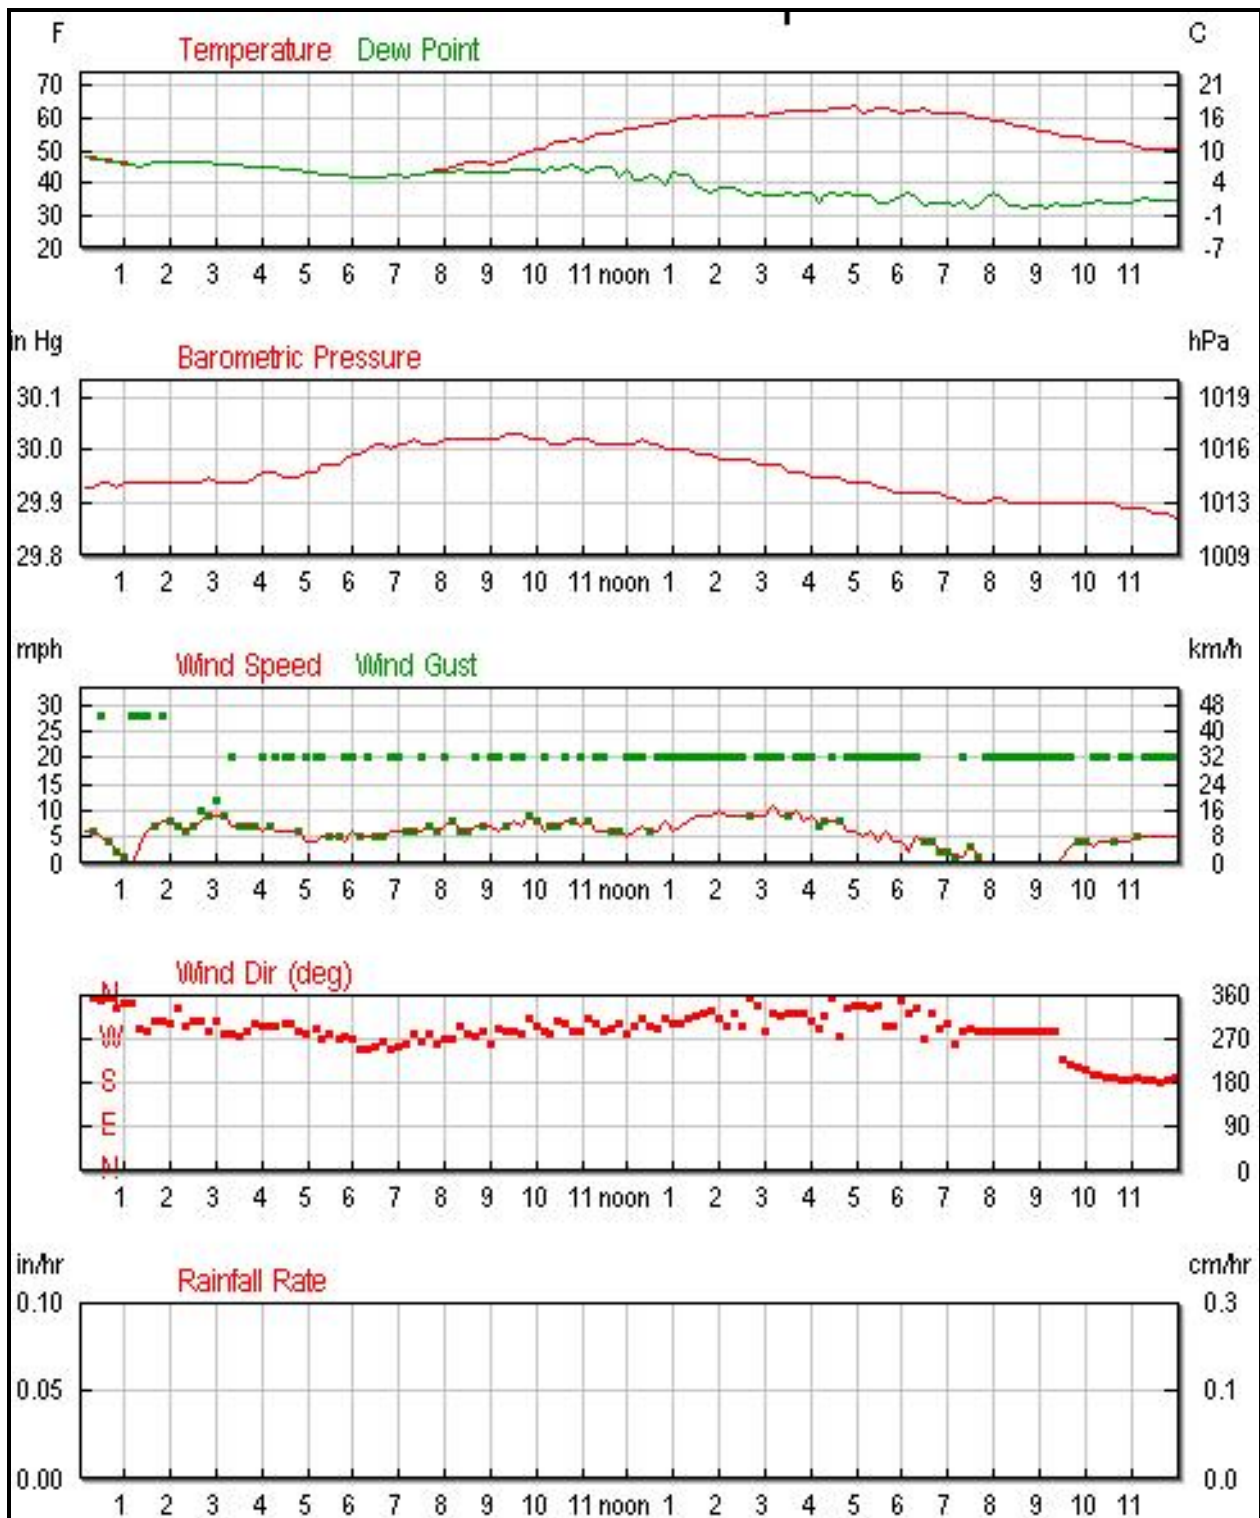 F C
Temperature Dew Point
70 21
60 16
50 10
40 4
30 -1
20 -7
1 2 3 4 5 6 7 8 9 10 11 noon 1 2 3 4 5 6 7 8 9 10 11
in Hg hPa
Barometric Pressure
30.1 1019
30.0 1016
29.9 1013
29.8 1009
1 2 3 4 5 6 7 8 9 10 11 noon 1 2 3 4 5 6 7 8 9 10 11
mph km/h
Wind Speed Wind Gust
30 48
25 40
20 32
15 24
10 16
5 8
0 0
1 2 3 4 5 6 7 8 9 10 11 noon 1 2 3 4 5 6 7 8 9 10 11
Wind Dir (deg)
N 360
W 270
S 180
E 90
N 0
1 2 3 4 5 6 7 8 9 10 11 noon 1 2 3 4 5 6 7 8 9 10 11
in/hr cm/hr
Rainfall Rate
0.10 0.3
0.05 0.1
0.00 0.0
1 2 3 4 5 6 7 8 9 10 11 noon 1 2 3 4 5 6 7 8 9 10 11